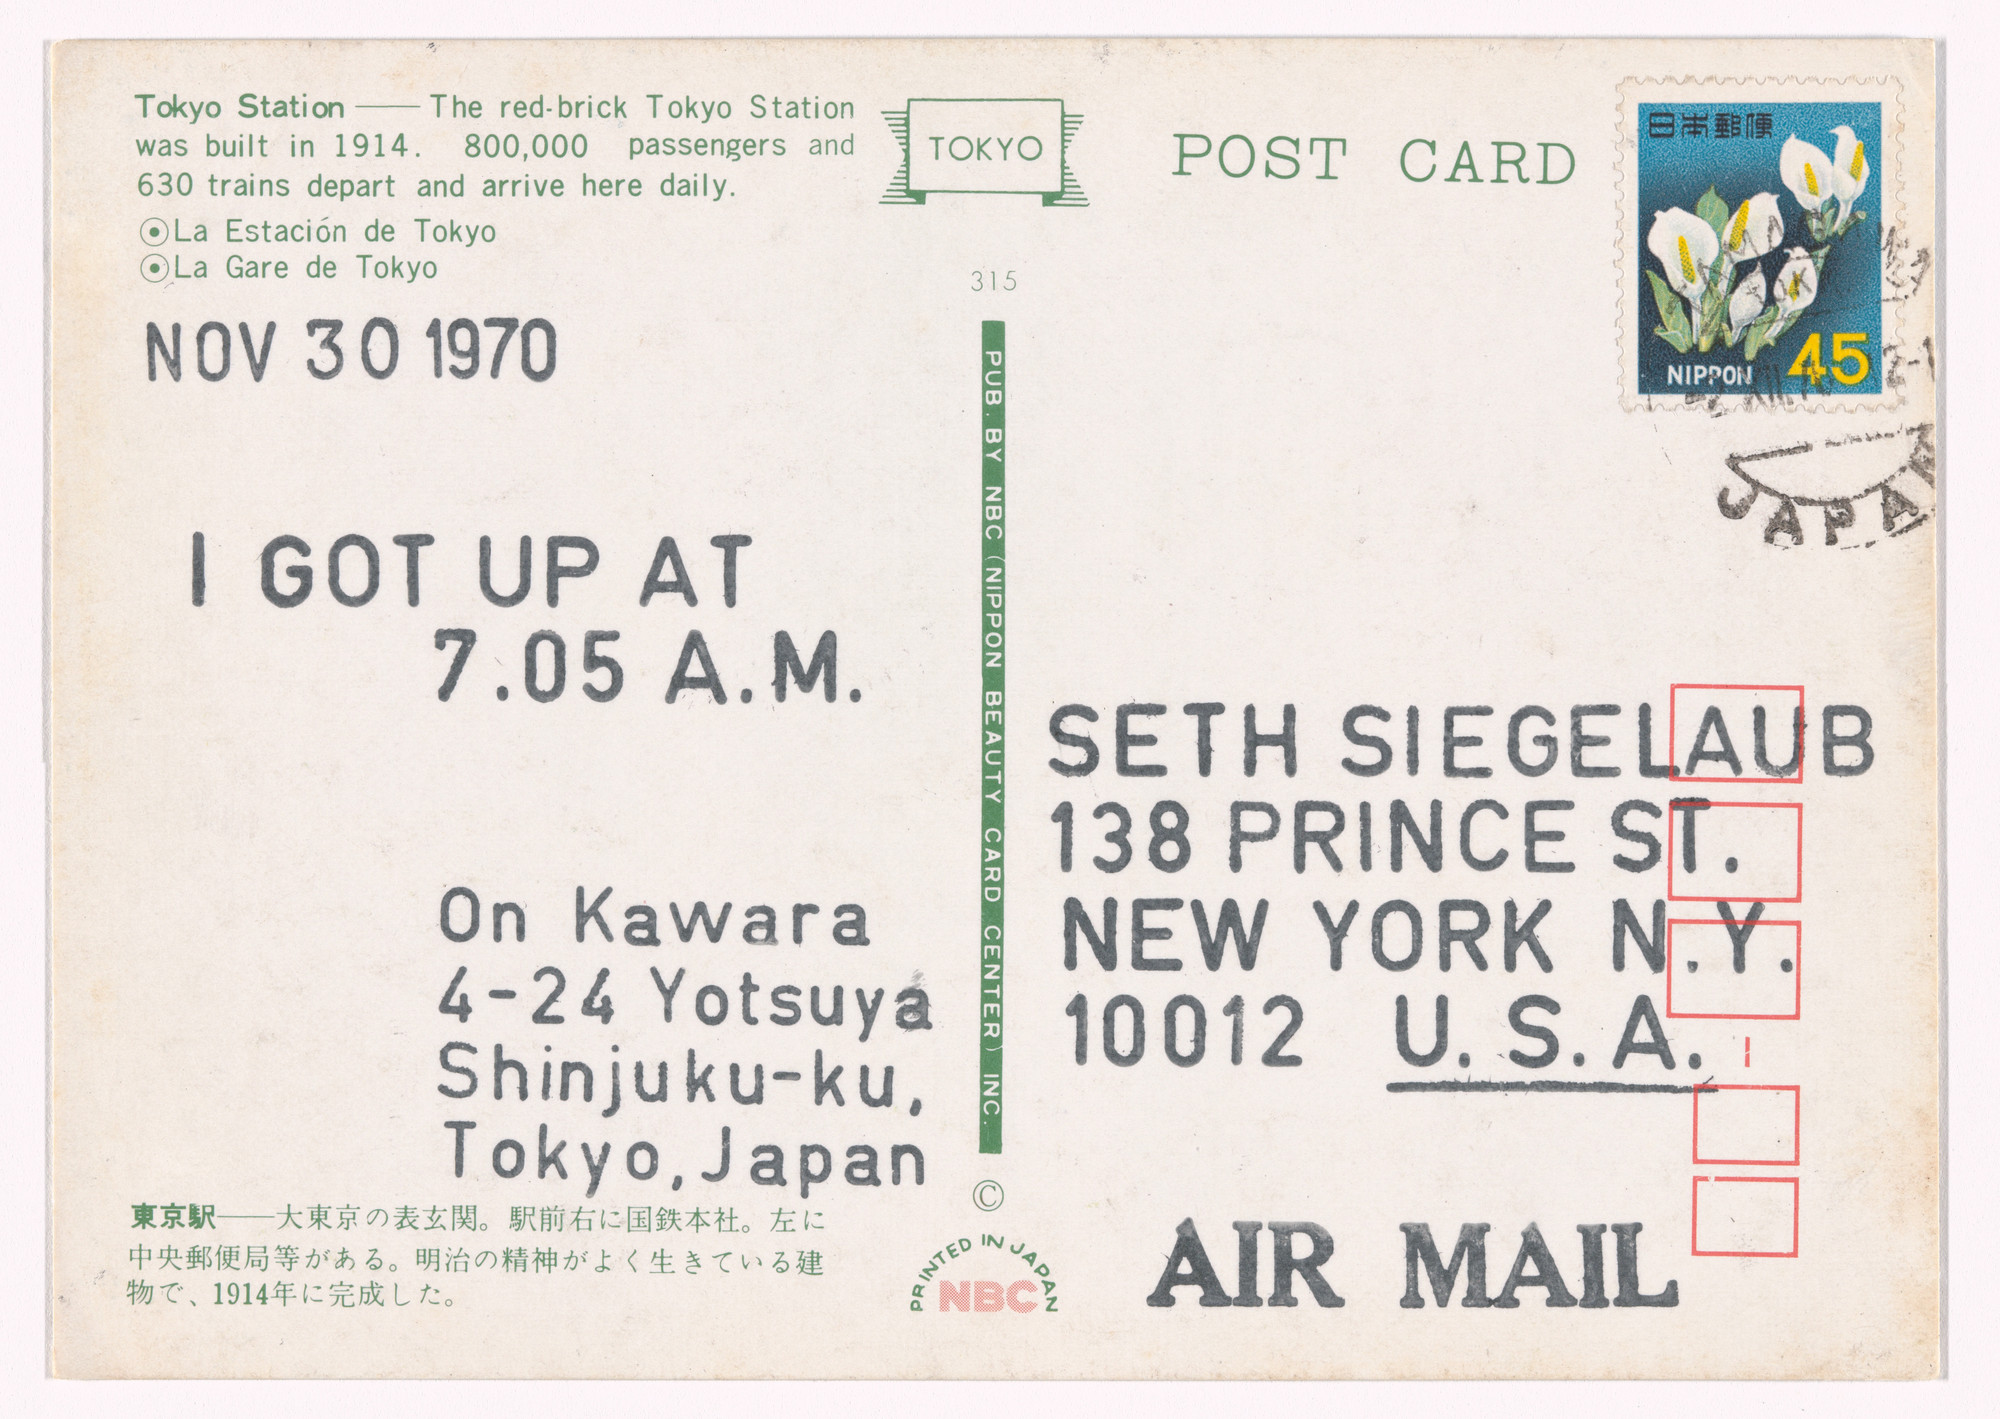 Tokyo Station —— The red-brick Tokyo Station
was built in 1914. 800,000 passengers and
630 trains depart and arrive here daily.
◉La Estación de Tokyo
◉La Gare de Tokyo
NOV 30 1970
I GOT UP AT
7.05 A.M.
On Kawara
4-24 Yotsuya
Shinjuku-ku,
Tokyo, Japan
東京駅——大東京の表玄関。駅前右に国鉄本社。左に
中央郵便局等がある。明治の精神がよく生きている建
物で、1914年に完成した。
TOKYO
315
PUB. BY NBC (NIPPON BEAUTY CARD CENTER) INC.
©
PRINTED IN JAPAN
NBC
POST CARD
日本郵便
NIPPON 45
JAPAN
SETH SIEGELAUB
138 PRINCE ST.
NEW YORK N.Y.
10012 U.S.A.
AIR MAIL